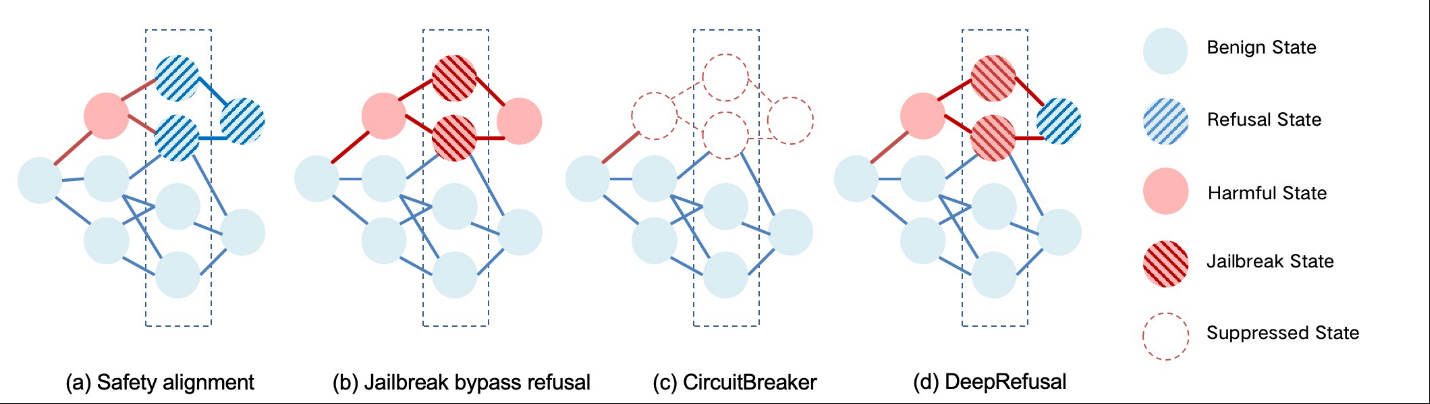 Benign State
Refusal State
Harmful State
Jailbreak State
Suppressed State
(a) Safety alignment
(b) Jailbreak bypass refusal
(c) CircuitBreaker
(d) DeepRefusal